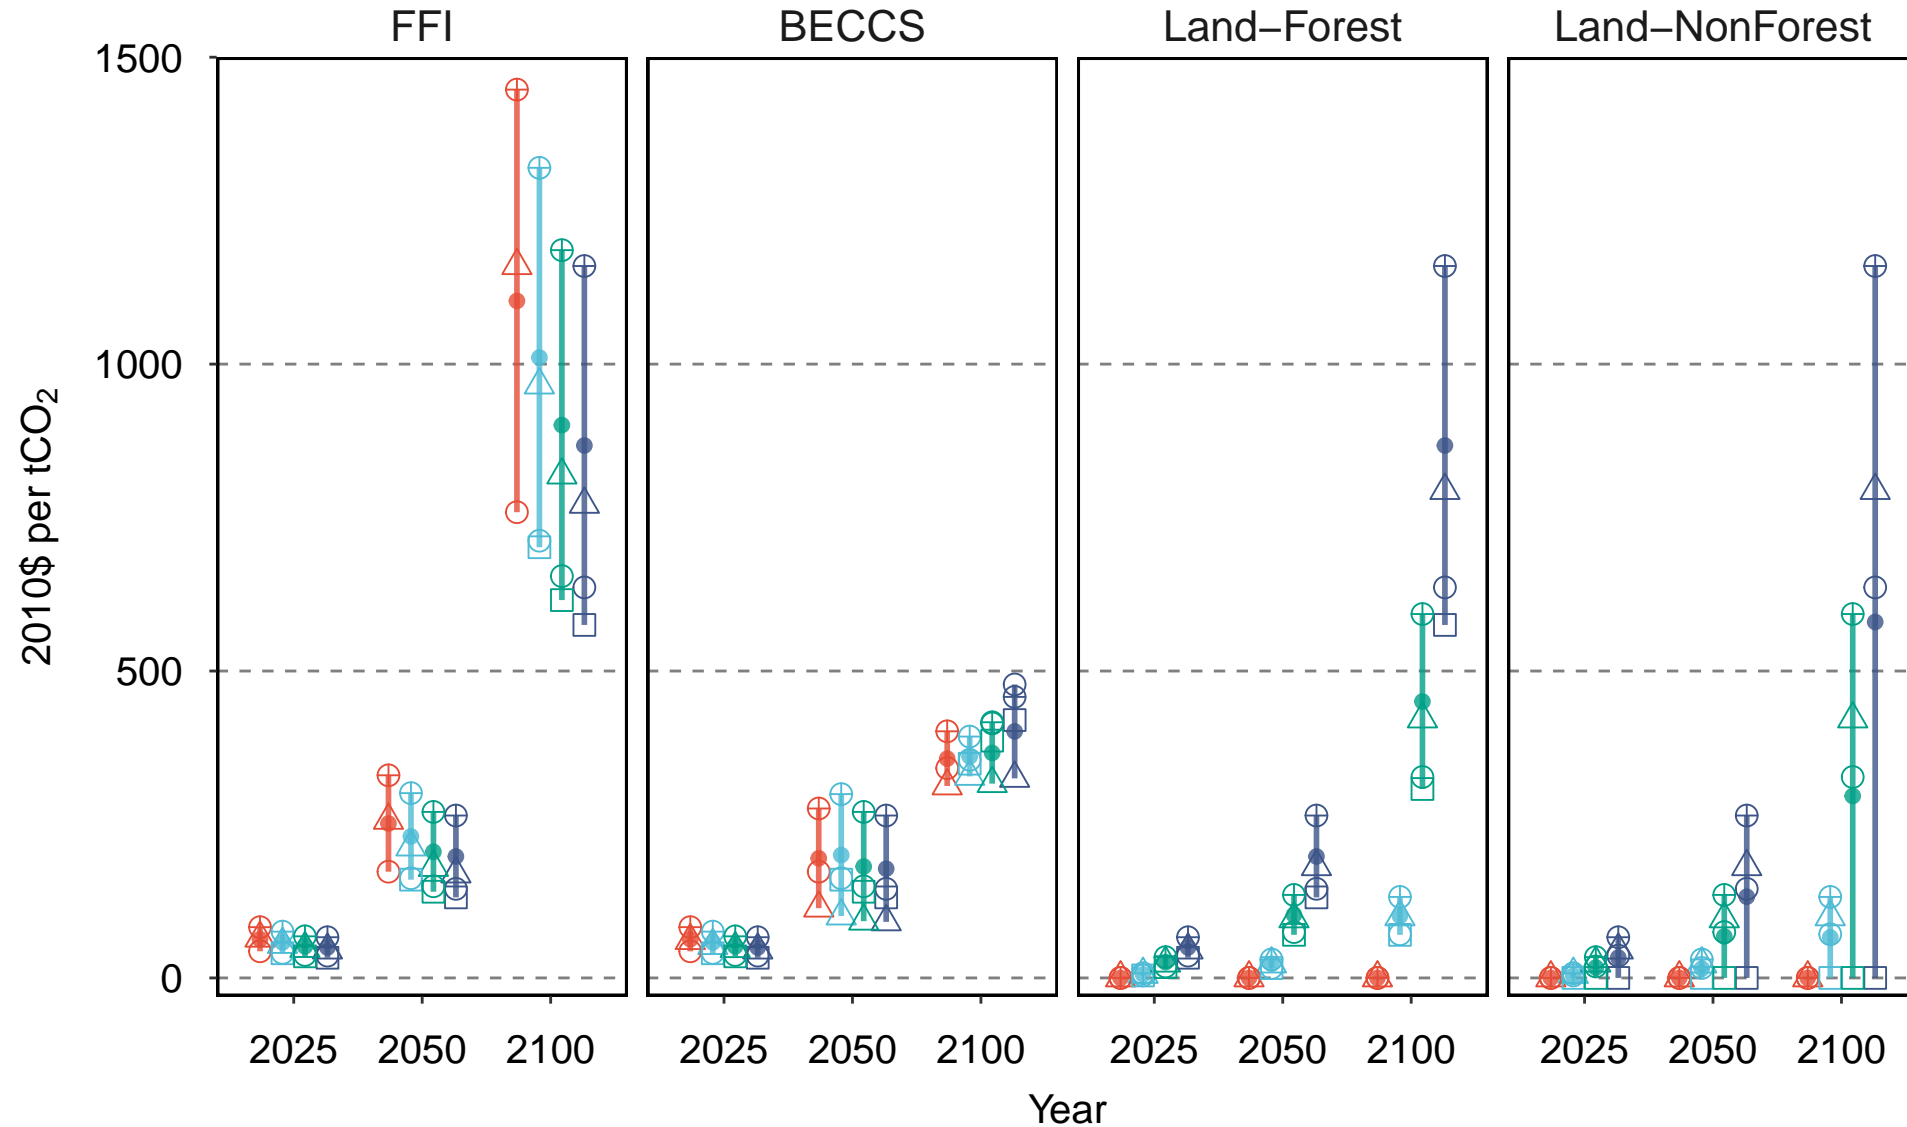 FFI BECCS Land–Forest Land–NonForest
1500
1000
500
0
2010$ per tCO₂
2025 2050 2100 2025 2050 2100 2025 2050 2100 2025 2050 2100
Year